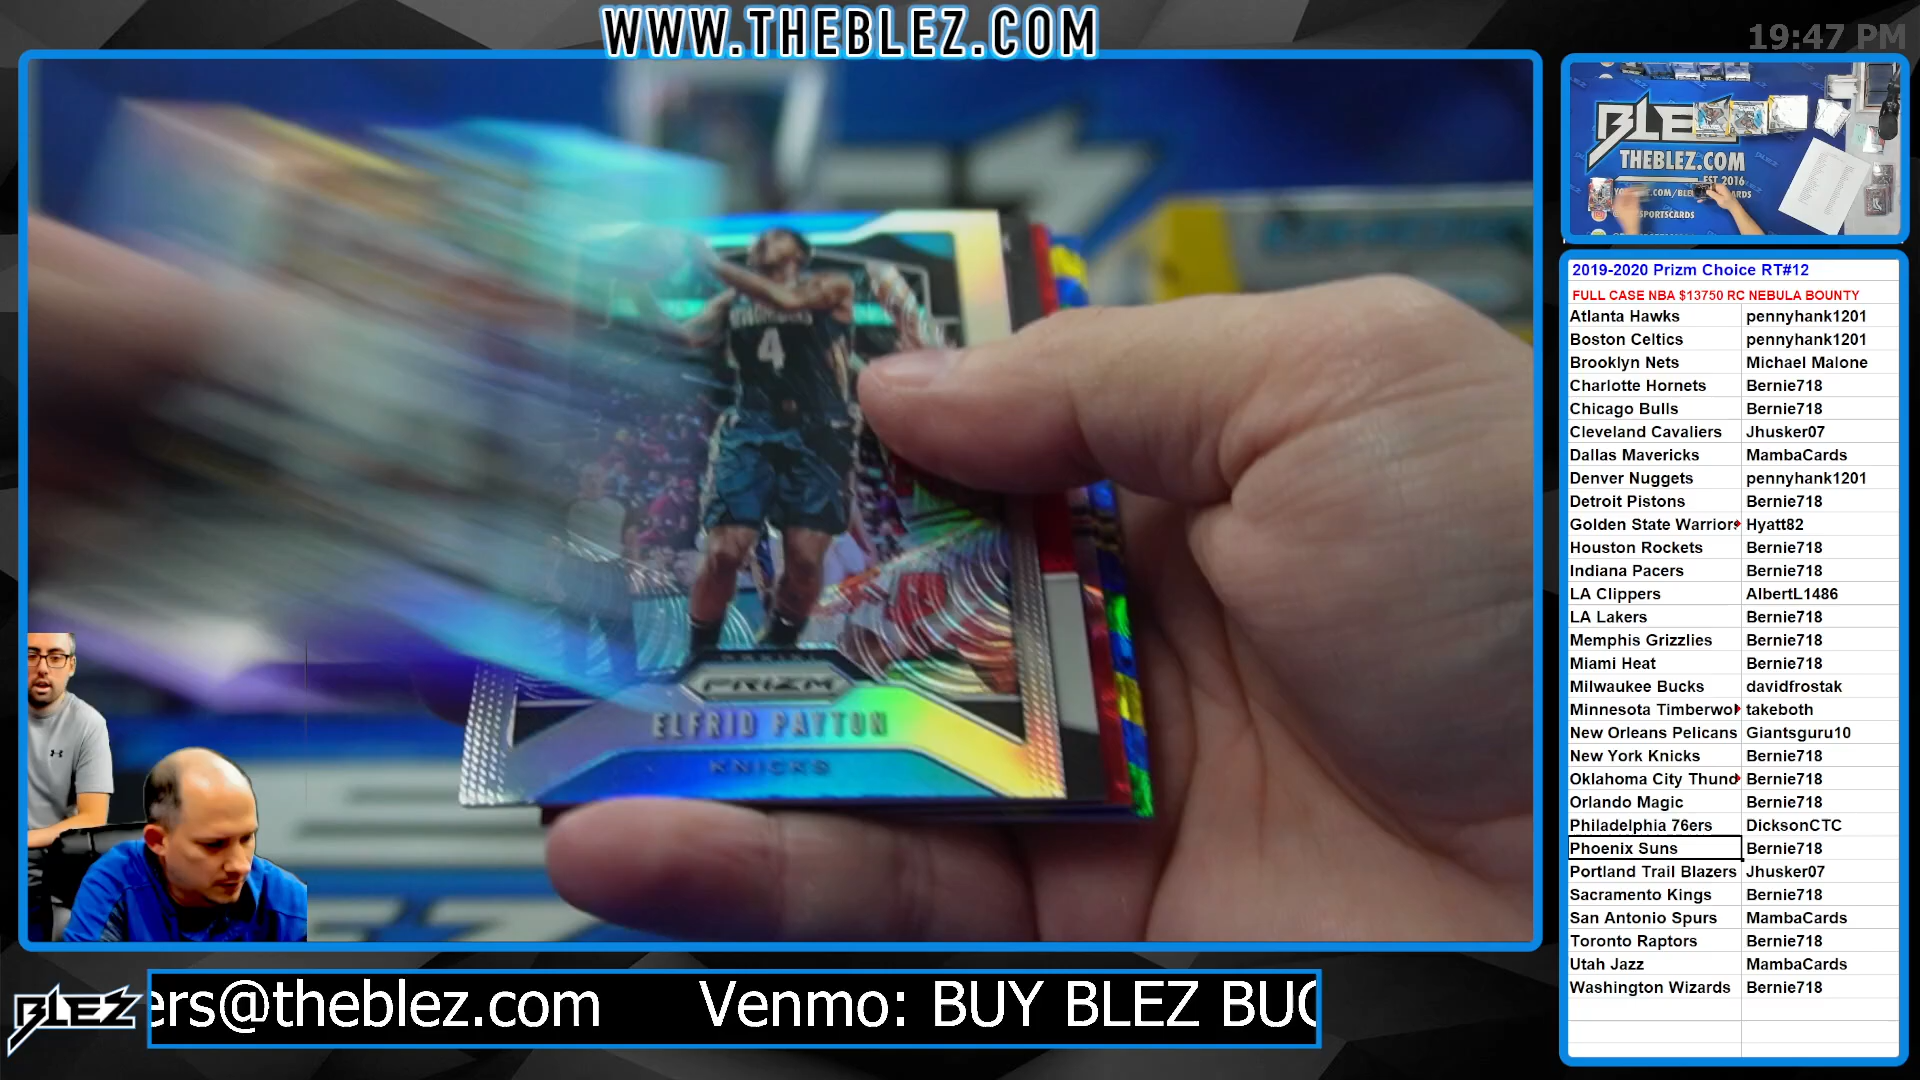 WWW.THEBLEZ.COM
19:47 PM
BLE
THEBLEZ.COM
EST 2016
SPORTSCARDS
4
PRIZM
ELFRID PAYTON
KNICKS
2019-2020 Prizm Choice RT#12
FULL CASE NBA $13750 RC NEBULA BOUNTY
Atlanta Hawks pennyhank1201
Boston Celtics pennyhank1201
Brooklyn Nets Michael Malone
Charlotte Hornets Bernie718
Chicago Bulls Bernie718
Cleveland Cavaliers Jhusker07
Dallas Mavericks MambaCards
Denver Nuggets pennyhank1201
Detroit Pistons Bernie718
Golden State Warriors Hyatt82
Houston Rockets Bernie718
Indiana Pacers Bernie718
LA Clippers AlbertL1486
LA Lakers Bernie718
Memphis Grizzlies Bernie718
Miami Heat Bernie718
Milwaukee Bucks davidfrostak
Minnesota Timberwol takeboth
New Orleans Pelicans Giantsguru10
New York Knicks Bernie718
Oklahoma City Thund Bernie718
Orlando Magic Bernie718
Philadelphia 76ers DicksonCTC
Phoenix Suns Bernie718
Portland Trail Blazers Jhusker07
Sacramento Kings Bernie718
San Antonio Spurs MambaCards
Toronto Raptors Bernie718
Utah Jazz MambaCards
Washington Wizards Bernie718
BLEZ
ers@theblez.com Venmo: BUY BLEZ BUC